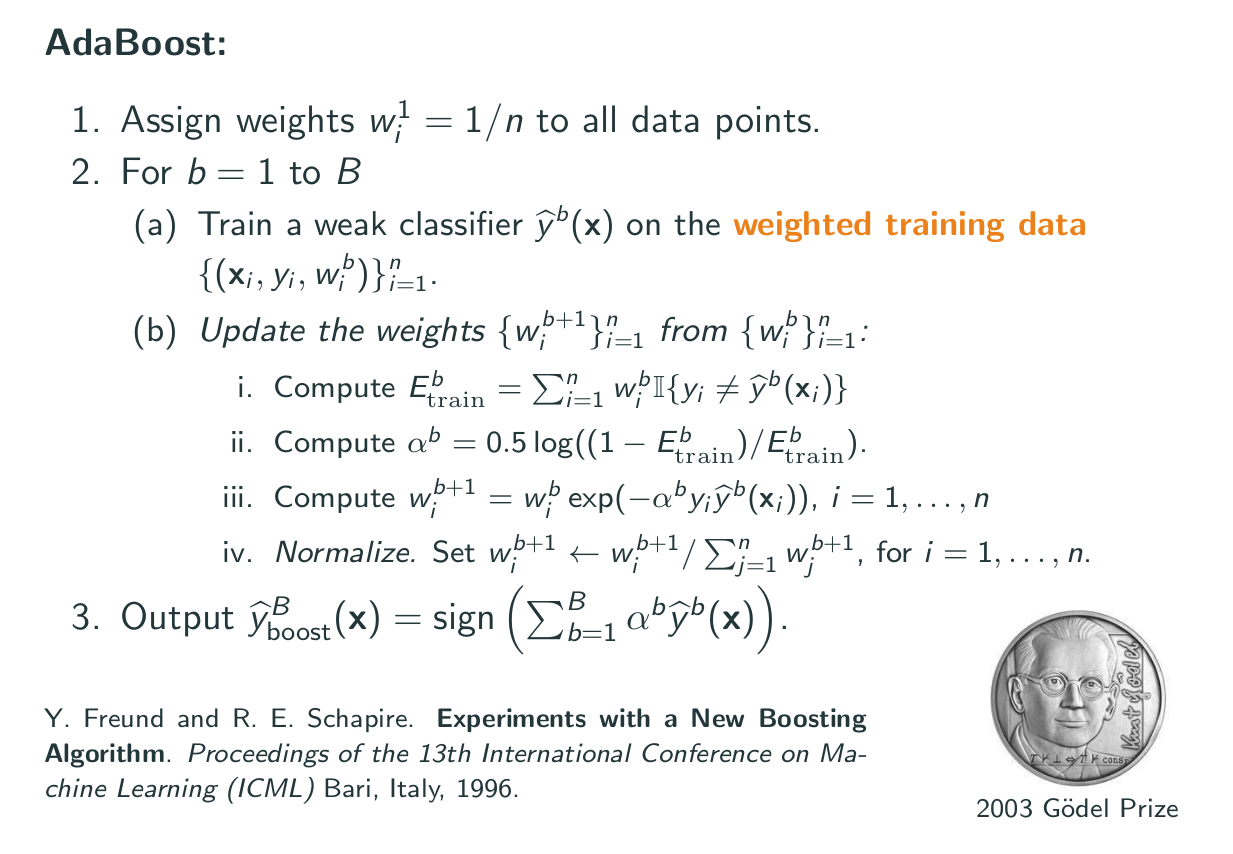 AdaBoost:
1. Assign weights $w_i^1 = 1/n$ to all data points.
2. For $b = 1$ to $B$
(a) Train a weak classifier $\widehat{y}^b(\mathbf{x})$ on the weighted training data
$\{(\mathbf{x}_i, y_i, w_i^b)\}_{i=1}^n$.
(b) Update the weights $\{w_i^{b+1}\}_{i=1}^n$ from $\{w_i^b\}_{i=1}^n$:
i. Compute $E_{\text{train}}^b = \sum_{i=1}^n w_i^b \mathbb{I}\{y_i \neq \widehat{y}^b(\mathbf{x}_i)\}$
ii. Compute $\alpha^b = 0.5 \log((1 - E_{\text{train}}^b)/E_{\text{train}}^b)$.
iii. Compute $w_i^{b+1} = w_i^b \exp(-\alpha^b y_i \widehat{y}^b(\mathbf{x}_i))$, $i = 1, \ldots, n$
iv. Normalize. Set $w_i^{b+1} \leftarrow w_i^{b+1} / \sum_{j=1}^n w_j^{b+1}$, for $i = 1, \ldots, n$.
3. Output $\widehat{y}_{\text{boost}}^B(\mathbf{x}) = \text{sign}\left(\sum_{b=1}^B \alpha^b \widehat{y}^b(\mathbf{x})\right)$.
Y. Freund and R. E. Schapire. Experiments with a New Boosting
Algorithm. Proceedings of the 13th International Conference on Ma-
chine Learning (ICML) Bari, Italy, 1996.
Kurt Gödel
2003 Gödel Prize